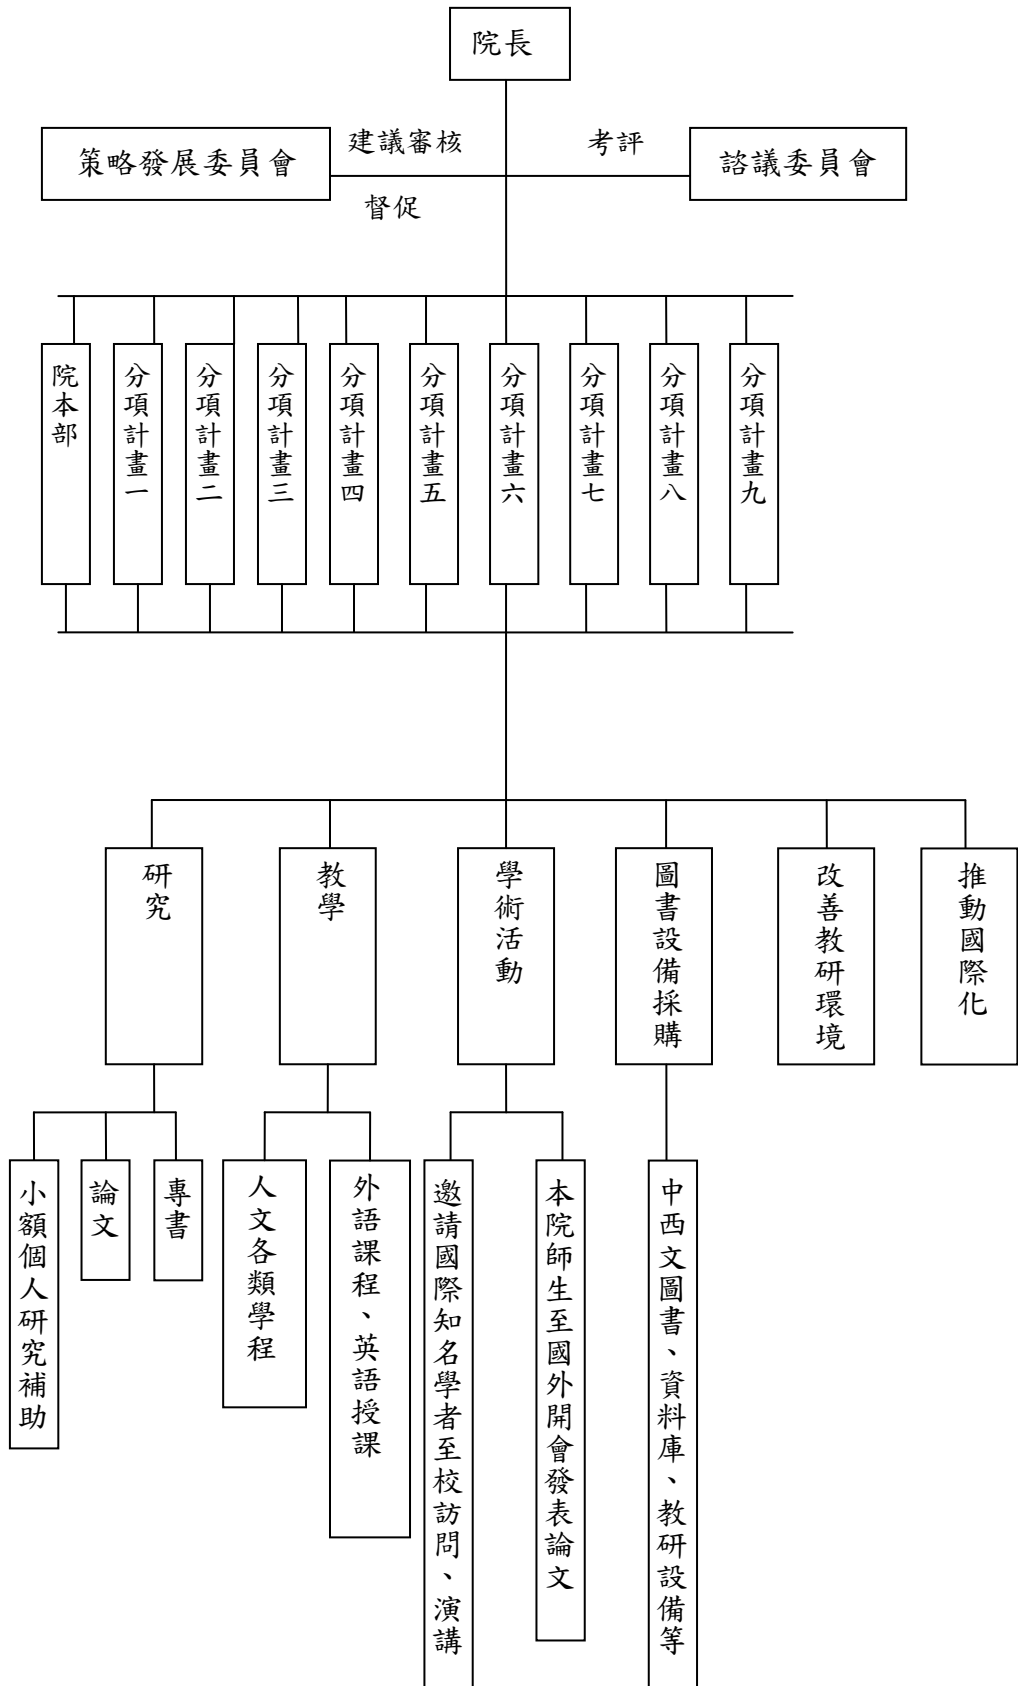 院長
建議審核
考評
策略發展委員會
諮議委員會
督促
院本部
分項計畫一
分項計畫二
分項計畫三
分項計畫四
分項計畫五
分項計畫六
分項計畫七
分項計畫八
分項計畫九
研究
教學
學術活動
圖書設備採購
改善教研環境
推動國際化
小額個人研究補助
論文
專書
人文各類學程
外語課程、英語授課
邀請國際知名學者至校訪問、演講
本院師生至國外開會發表論文
中西文圖書、資料庫、教研設備等